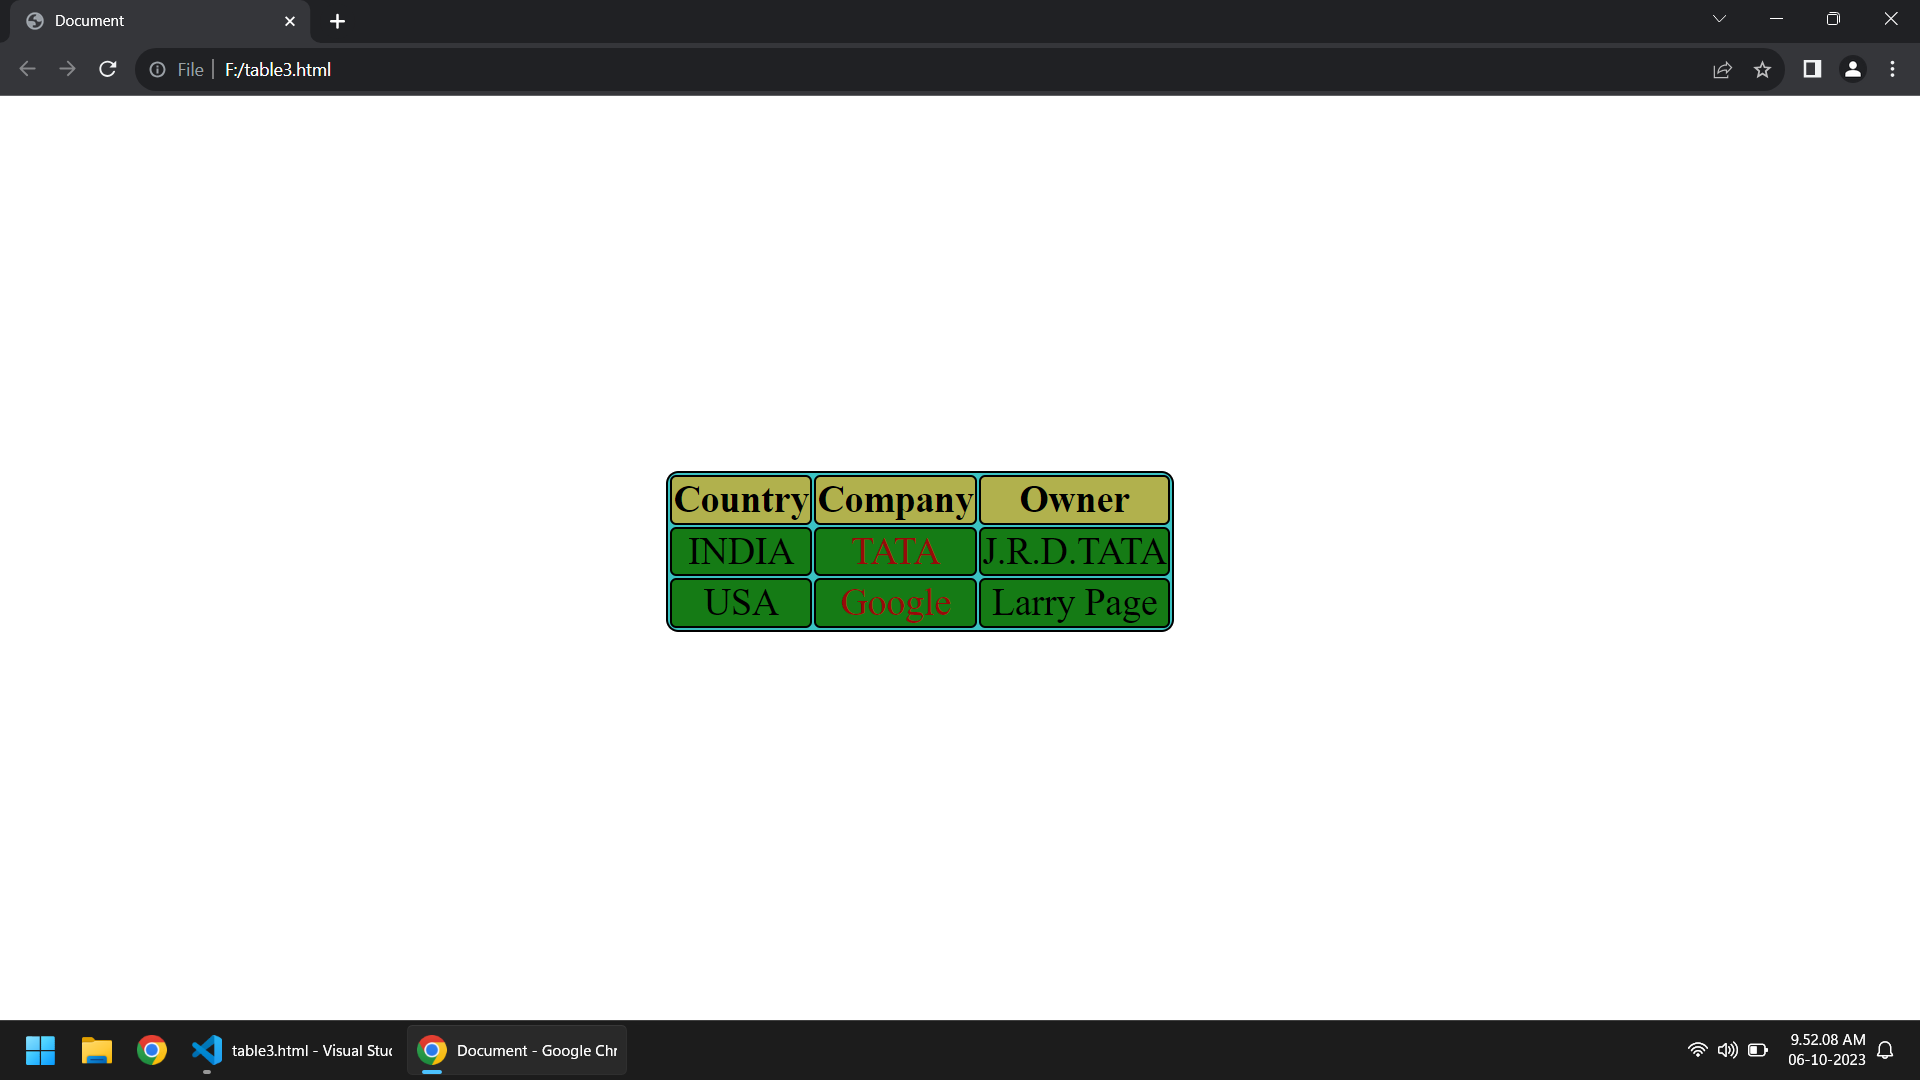 Document
File
F:/table3.html
Country Company Owner
INDIA TATA J.R.D.TATA
USA Google Larry Page
table3.html - Visual Stuc
Document - Google Chr
9.52.08 AM
06-10-2023